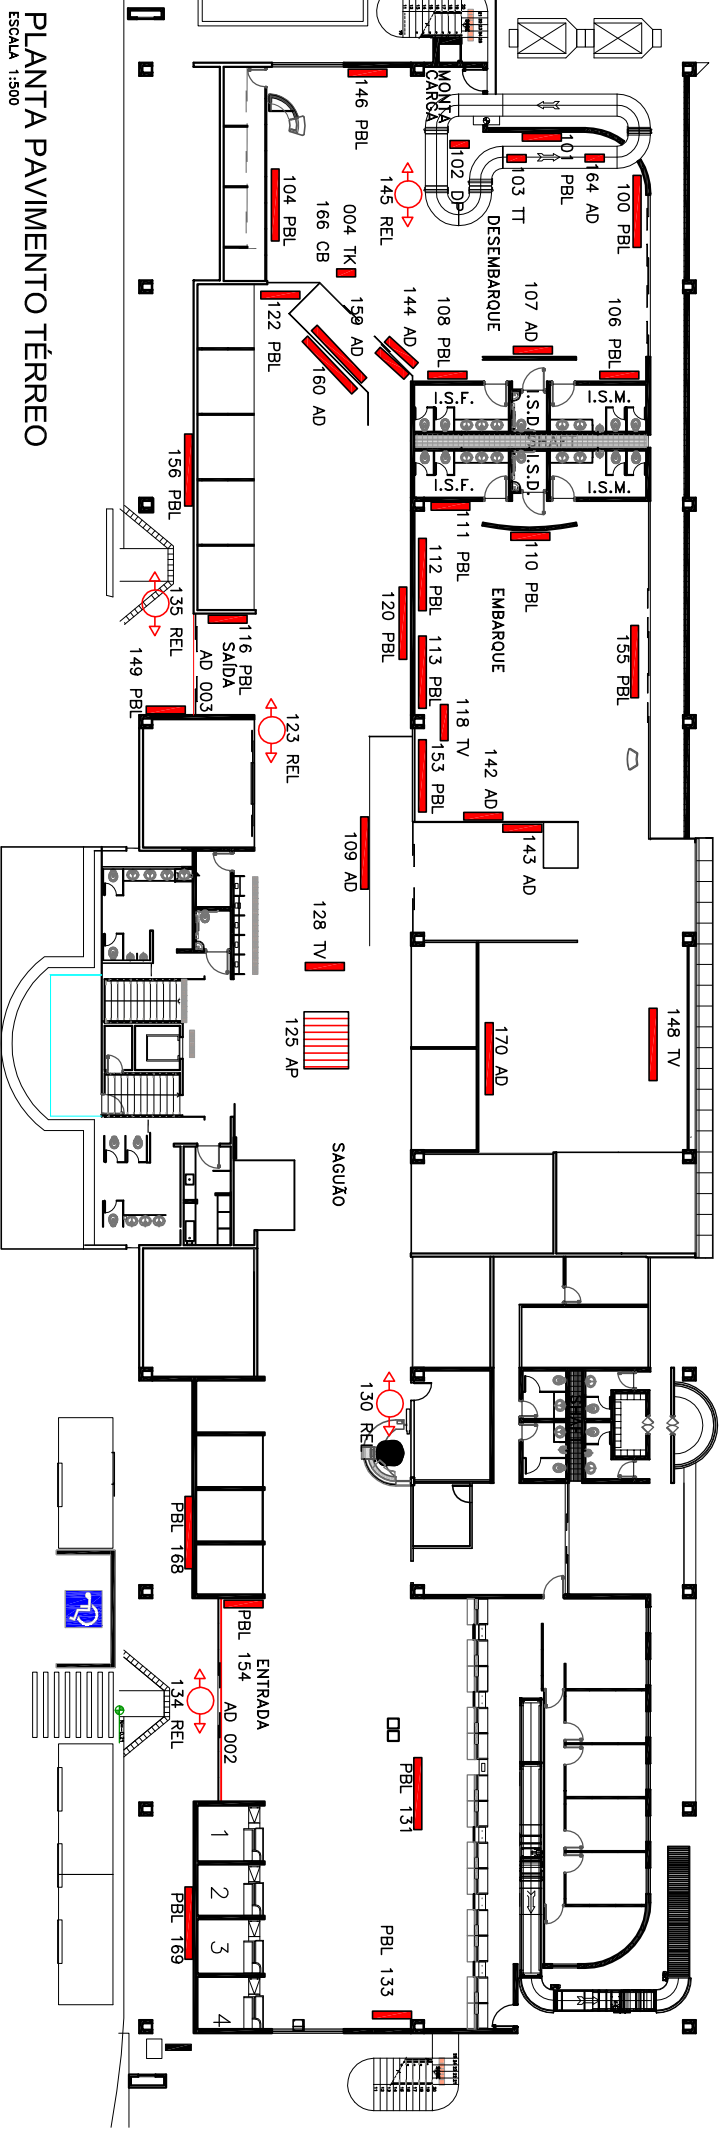 PLANTA PAVIMENTO TÉRREO
ESCALA 1:500
MONTA
CARGA
146 PBL
104 PBL
145 REL
004 TK
166 CB
102 DP
103 TT
101 PBL
164 AD
100 PBL
DESEMBARQUE
107 AD
106 PBL
108 PBL
144 AD
159 AD
160 AD
122 PBL
I.S.F.
I.S.D.
I.S.M.
SHAFT
I.S.F.
I.S.D.
I.S.M.
156 PBL
111 PBL
110 PBL
112 PBL
EMBARQUE
120 PBL
113 PBL
155 PBL
135 REL
116 PBL
SAÍDA
AD 003
149 PBL
118 TV
153 PBL
142 AD
143 AD
123 REL
109 AD
128 TV
125 AP
170 AD
148 TV
SAGUÃO
130 REL
PBL 168
PBL 154
ENTRADA
AD 002
134 REL
PBL 131
PBL 169
PBL 133
1
2
3
4